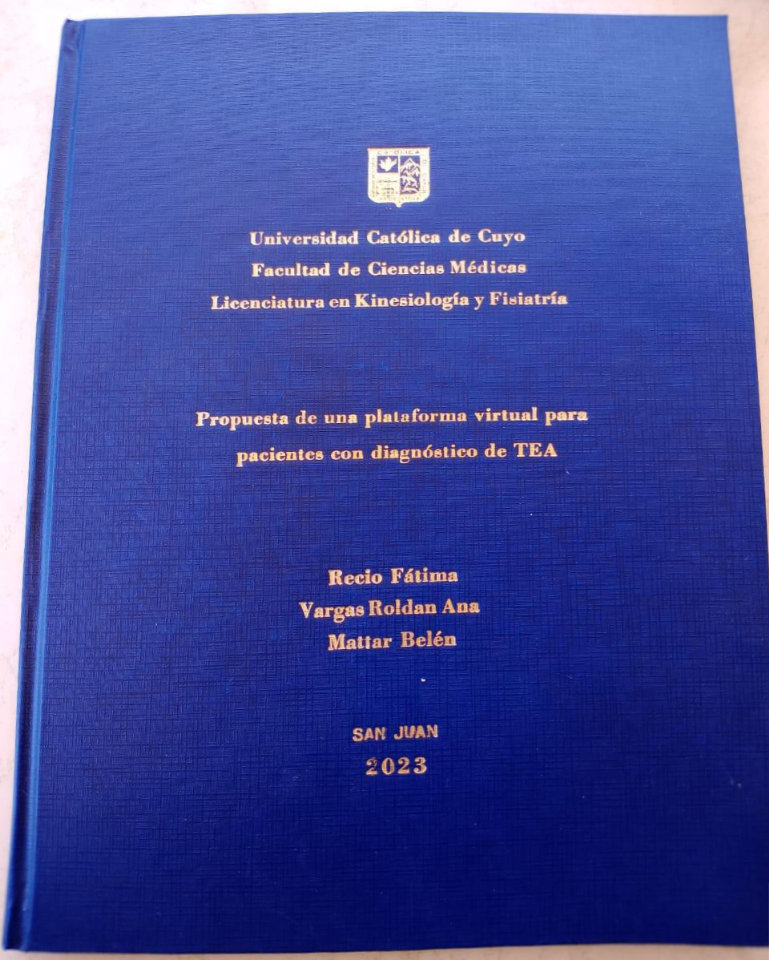 CATOLICA
Universidad Católica de Cuyo
Facultad de Ciencias Médicas
Licenciatura en Kinesiología y Fisiatría
Propuesta de una plataforma virtual para
pacientes con diagnóstico de TEA
Recio Fátima
Vargas Roldan Ana
Mattar Belén
SAN JUAN
2023